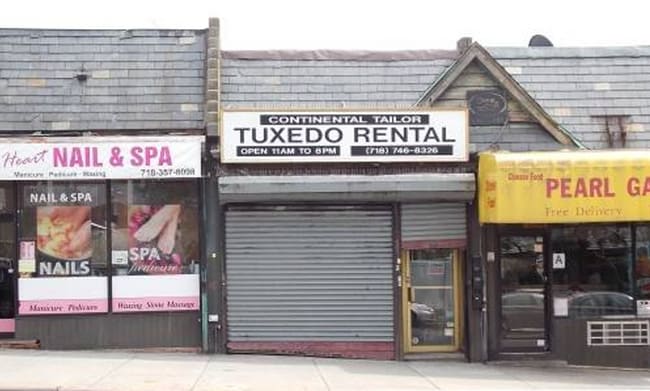 Heart NAIL & SPA
Manicure Pedicure Waxing 718-357-8098
NAIL & SPA
NAILS
SPA
Pedicure
Manicure Pedicure
Waxing Stone Massage
CONTINENTAL TAILOR
TUXEDO RENTAL
OPEN 11AM TO 8PM (718) 746-8326
Chinese Food
PEARL GA
Free Delivery
A